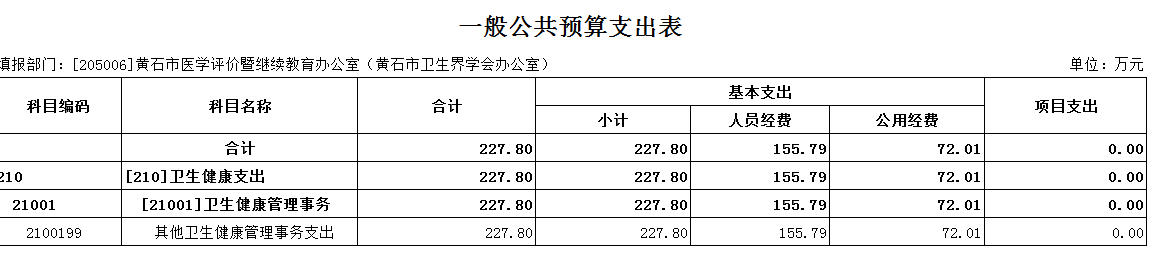 一般公共预算支出表
填报部门：[205006]黄石市医学评价暨继续教育办公室（黄石市卫生界学会办公室） 单位：万元
科目编码 科目名称 合计 基本支出 项目支出
小计 人员经费 公用经费
合计 227.80 227.80 155.79 72.01 0.00
210 [210]卫生健康支出 227.80 227.80 155.79 72.01 0.00
21001 [21001]卫生健康管理事务 227.80 227.80 155.79 72.01 0.00
2100199 其他卫生健康管理事务支出 227.80 227.80 155.79 72.01 0.00